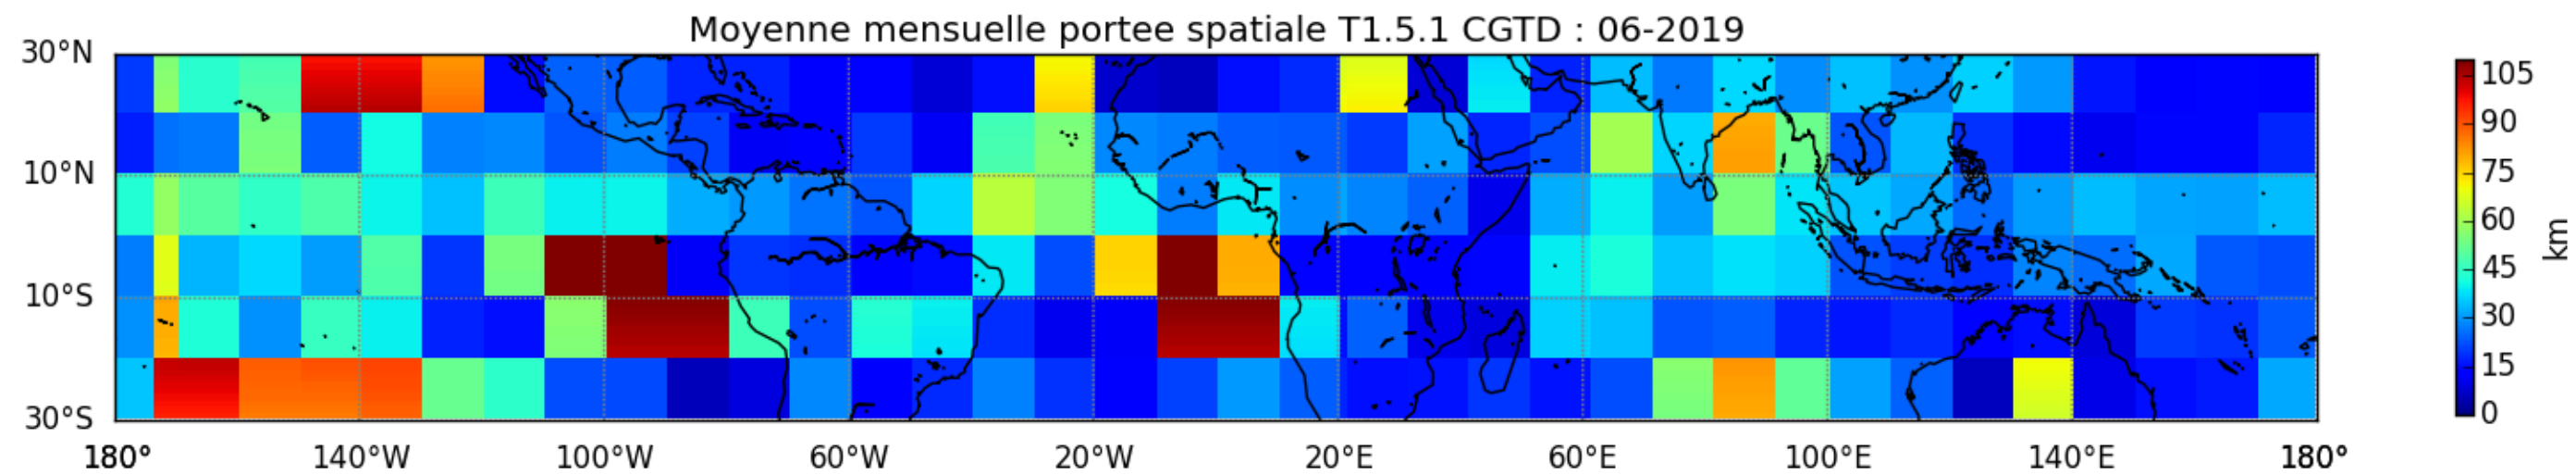 Moyenne mensuelle portee spatiale T1.5.1 CGTD : 06-2019
30°N
10°N
10°S
30°S
180° 140°W 100°W 60°W 20°W 20°E 60°E 100°E 140°E 180°
105
90
75
60
45
30
15
0
km